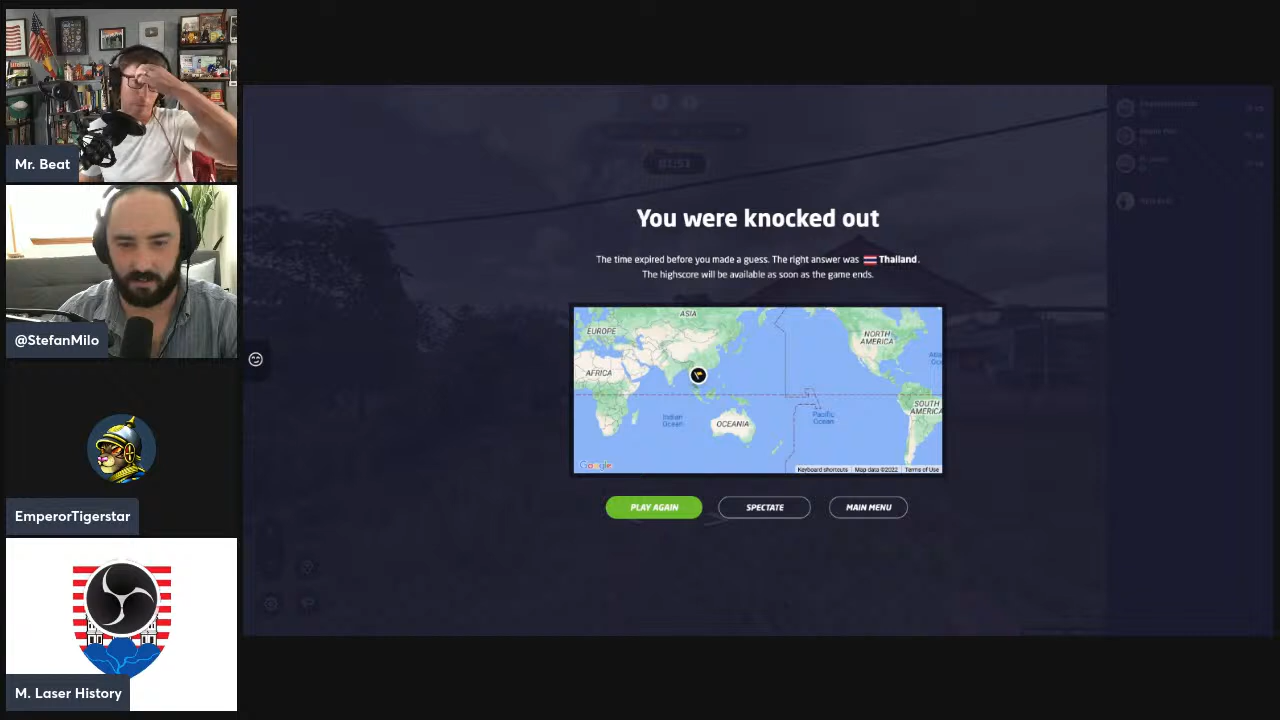 Mr. Beat
@StefanMilo
EmperorTigerstar
M. Laser History
01:53
You were knocked out
The time expired before you made a guess. The right answer was Thailand.
The highscore will be available as soon as the game ends.
ASIA
EUROPE
NORTH
AMERICA
AFRICA
SOUTH
AMERICA
Indian
Ocean
OCEANIA
Pacific
Ocean
Google
Keyboard shortcuts
Map data ©2022
Terms of Use
PLAY AGAIN
SPECTATE
MAIN MENU